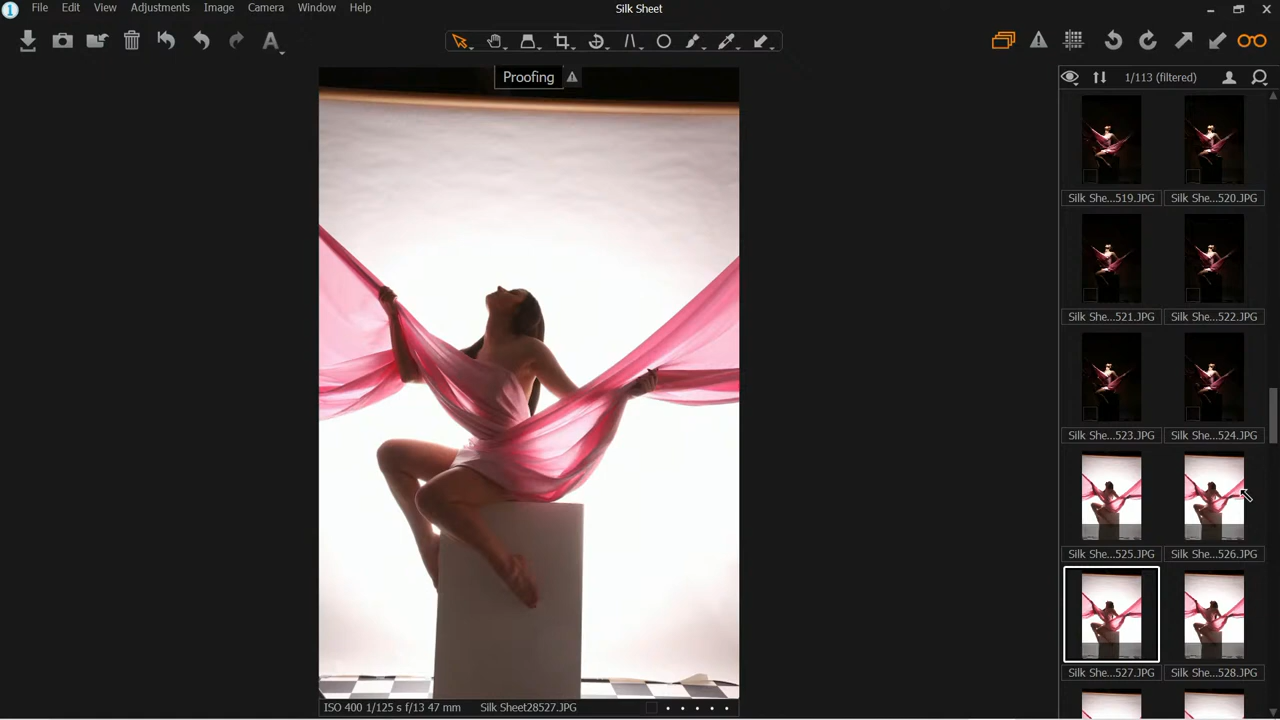 File Edit View Adjustments Image Camera Window Help
Silk Sheet
A
1/113 (filtered)
Proofing
Silk She...519.JPG
Silk She...520.JPG
Silk She...521.JPG
Silk She...522.JPG
Silk She...523.JPG
Silk She...524.JPG
Silk She...525.JPG
Silk She...526.JPG
Silk She...527.JPG
Silk She...528.JPG
ISO 400 1/125 s f/13 47 mm
Silk Sheet28527.JPG